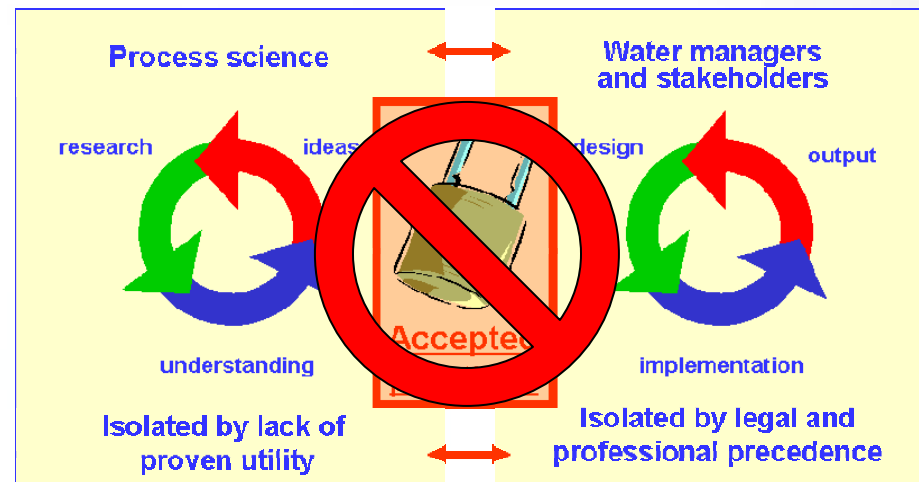 Process science
Water managers
and stakeholders
research
ideas
design
output
Accepted
understanding
implementation
Isolated by lack of
proven utility
Isolated by legal and
professional precedence